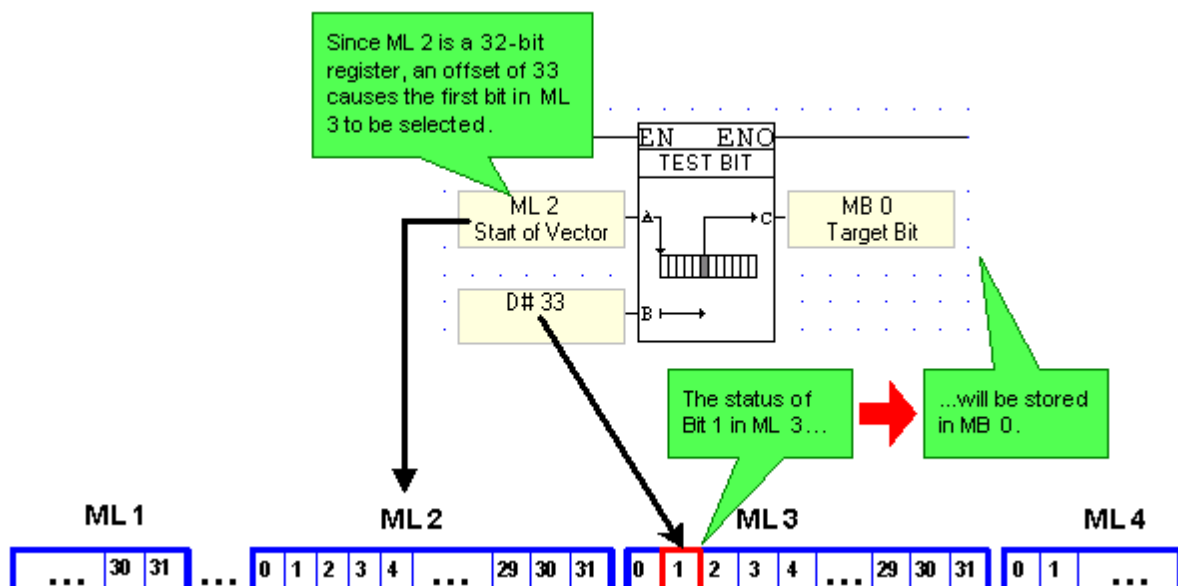 Since ML 2 is a 32-bit
register, an offset of 33
causes the first bit in ML
3 to be selected.
EN ENO
TEST BIT
ML 2
Start of Vector
A
C
MB 0
Target Bit
D# 33
B
The status of
Bit 1 in ML 3...
...will be stored
in MB 0.
ML 1 ML 2 ML 3 ML 4
... 30 31 ... 0 1 2 3 4 ... 29 30 31 0 1 2 3 4 ... 29 30 31 0 1 ...